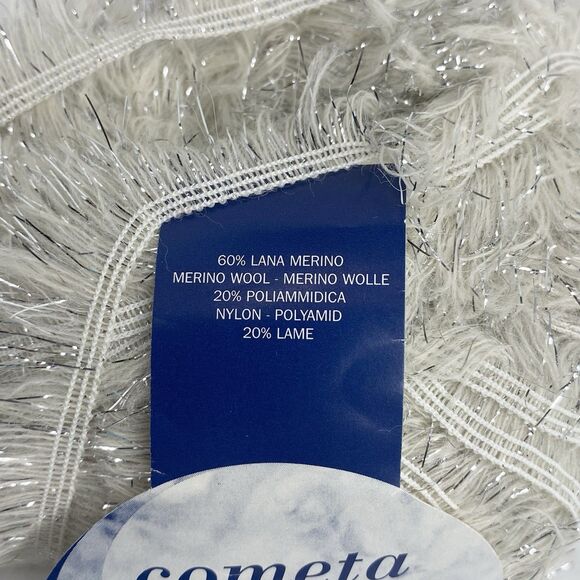 60% LANA MERINO
MERINO WOOL - MERINO WOLLE
20% POLIAMMIDICA
NYLON - POLYAMID
20% LAME
cometa